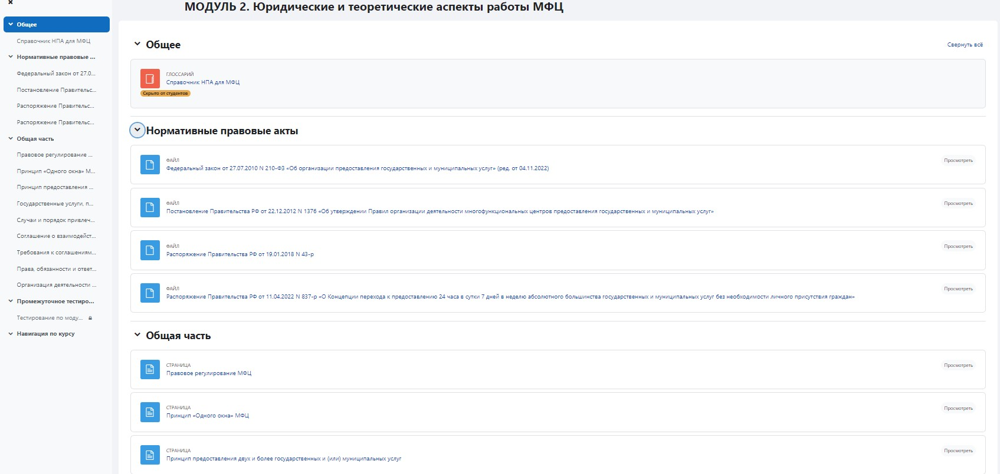 МОДУЛЬ 2. Юридические и теоретические аспекты работы МФЦ
Общее
Справочник НПА для МФЦ
Нормативные правовые ...
Федеральный закон от 27.0...
Постановление Правительс...
Распоряжение Правительс...
Распоряжение Правительс...
Общая часть
Правовое регулирование ...
Принцип «Одного окна» М...
Принцип предоставления ...
Государственные услуги, п...
Случаи и порядок привлеч...
Соглашение о взаимодейст...
Требования к соглашениям...
Права, обязанности и ответ...
Организация деятельности ...
Промежуточное тестиро...
Тестирование по моду...
Навигация по курсу
Общее
Свернуть всё
ГЛОССАРИЙ
Справочник НПА для МФЦ
Скрыто от студентов
Нормативные правовые акты
ФАЙЛ
Федеральный закон от 27.07.2010 N 210-ФЗ «Об организации предоставления государственных и муниципальных услуг» (ред. от 04.11.2022)
Просмотреть
ФАЙЛ
Постановление Правительства РФ от 22.12.2012 N 1376 «Об утверждении Правил организации деятельности многофункциональных центров предоставления государственных и муниципальных услуг»
Просмотреть
ФАЙЛ
Распоряжение Правительства РФ от 19.01.2018 N 43-р
Просмотреть
ФАЙЛ
Распоряжение Правительства РФ от 11.04.2022 N 837-р «О Концепции перехода к предоставлению 24 часа в сутки 7 дней в неделю абсолютного большинства государственных и муниципальных услуг без необходимости личного присутствия граждан»
Просмотреть
Общая часть
СТРАНИЦА
Правовое регулирование МФЦ
Просмотреть
СТРАНИЦА
Принцип «Одного окна» МФЦ
Просмотреть
СТРАНИЦА
Принцип предоставления двух и более государственных и (или) муниципальных услуг
Просмотреть